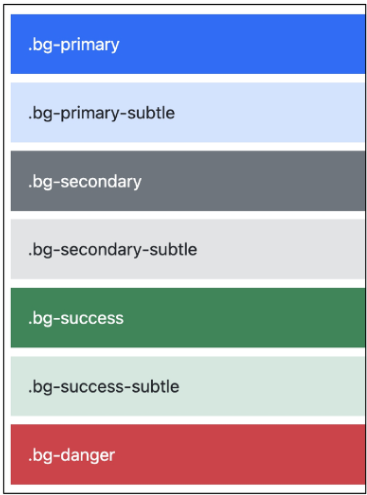 .bg-primary
.bg-primary-subtle
.bg-secondary
.bg-secondary-subtle
.bg-success
.bg-success-subtle
.bg-danger